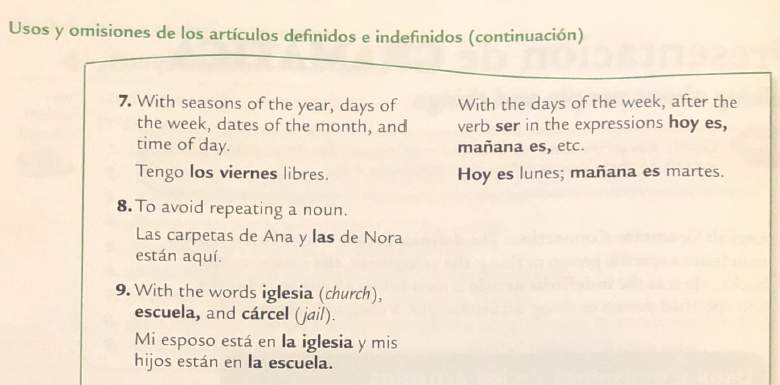 Usos y omisiones de los artículos definidos e indefinidos (continuación)
7. With seasons of the year, days of
the week, dates of the month, and
time of day.
Tengo los viernes libres.
With the days of the week, after the
verb ser in the expressions hoy es,
mañana es, etc.
Hoy es lunes; mañana es martes.
8. To avoid repeating a noun.
Las carpetas de Ana y las de Nora
están aquí.
9. With the words iglesia (church),
escuela, and cárcel (jail).
Mi esposo está en la iglesia y mis
hijos están en la escuela.